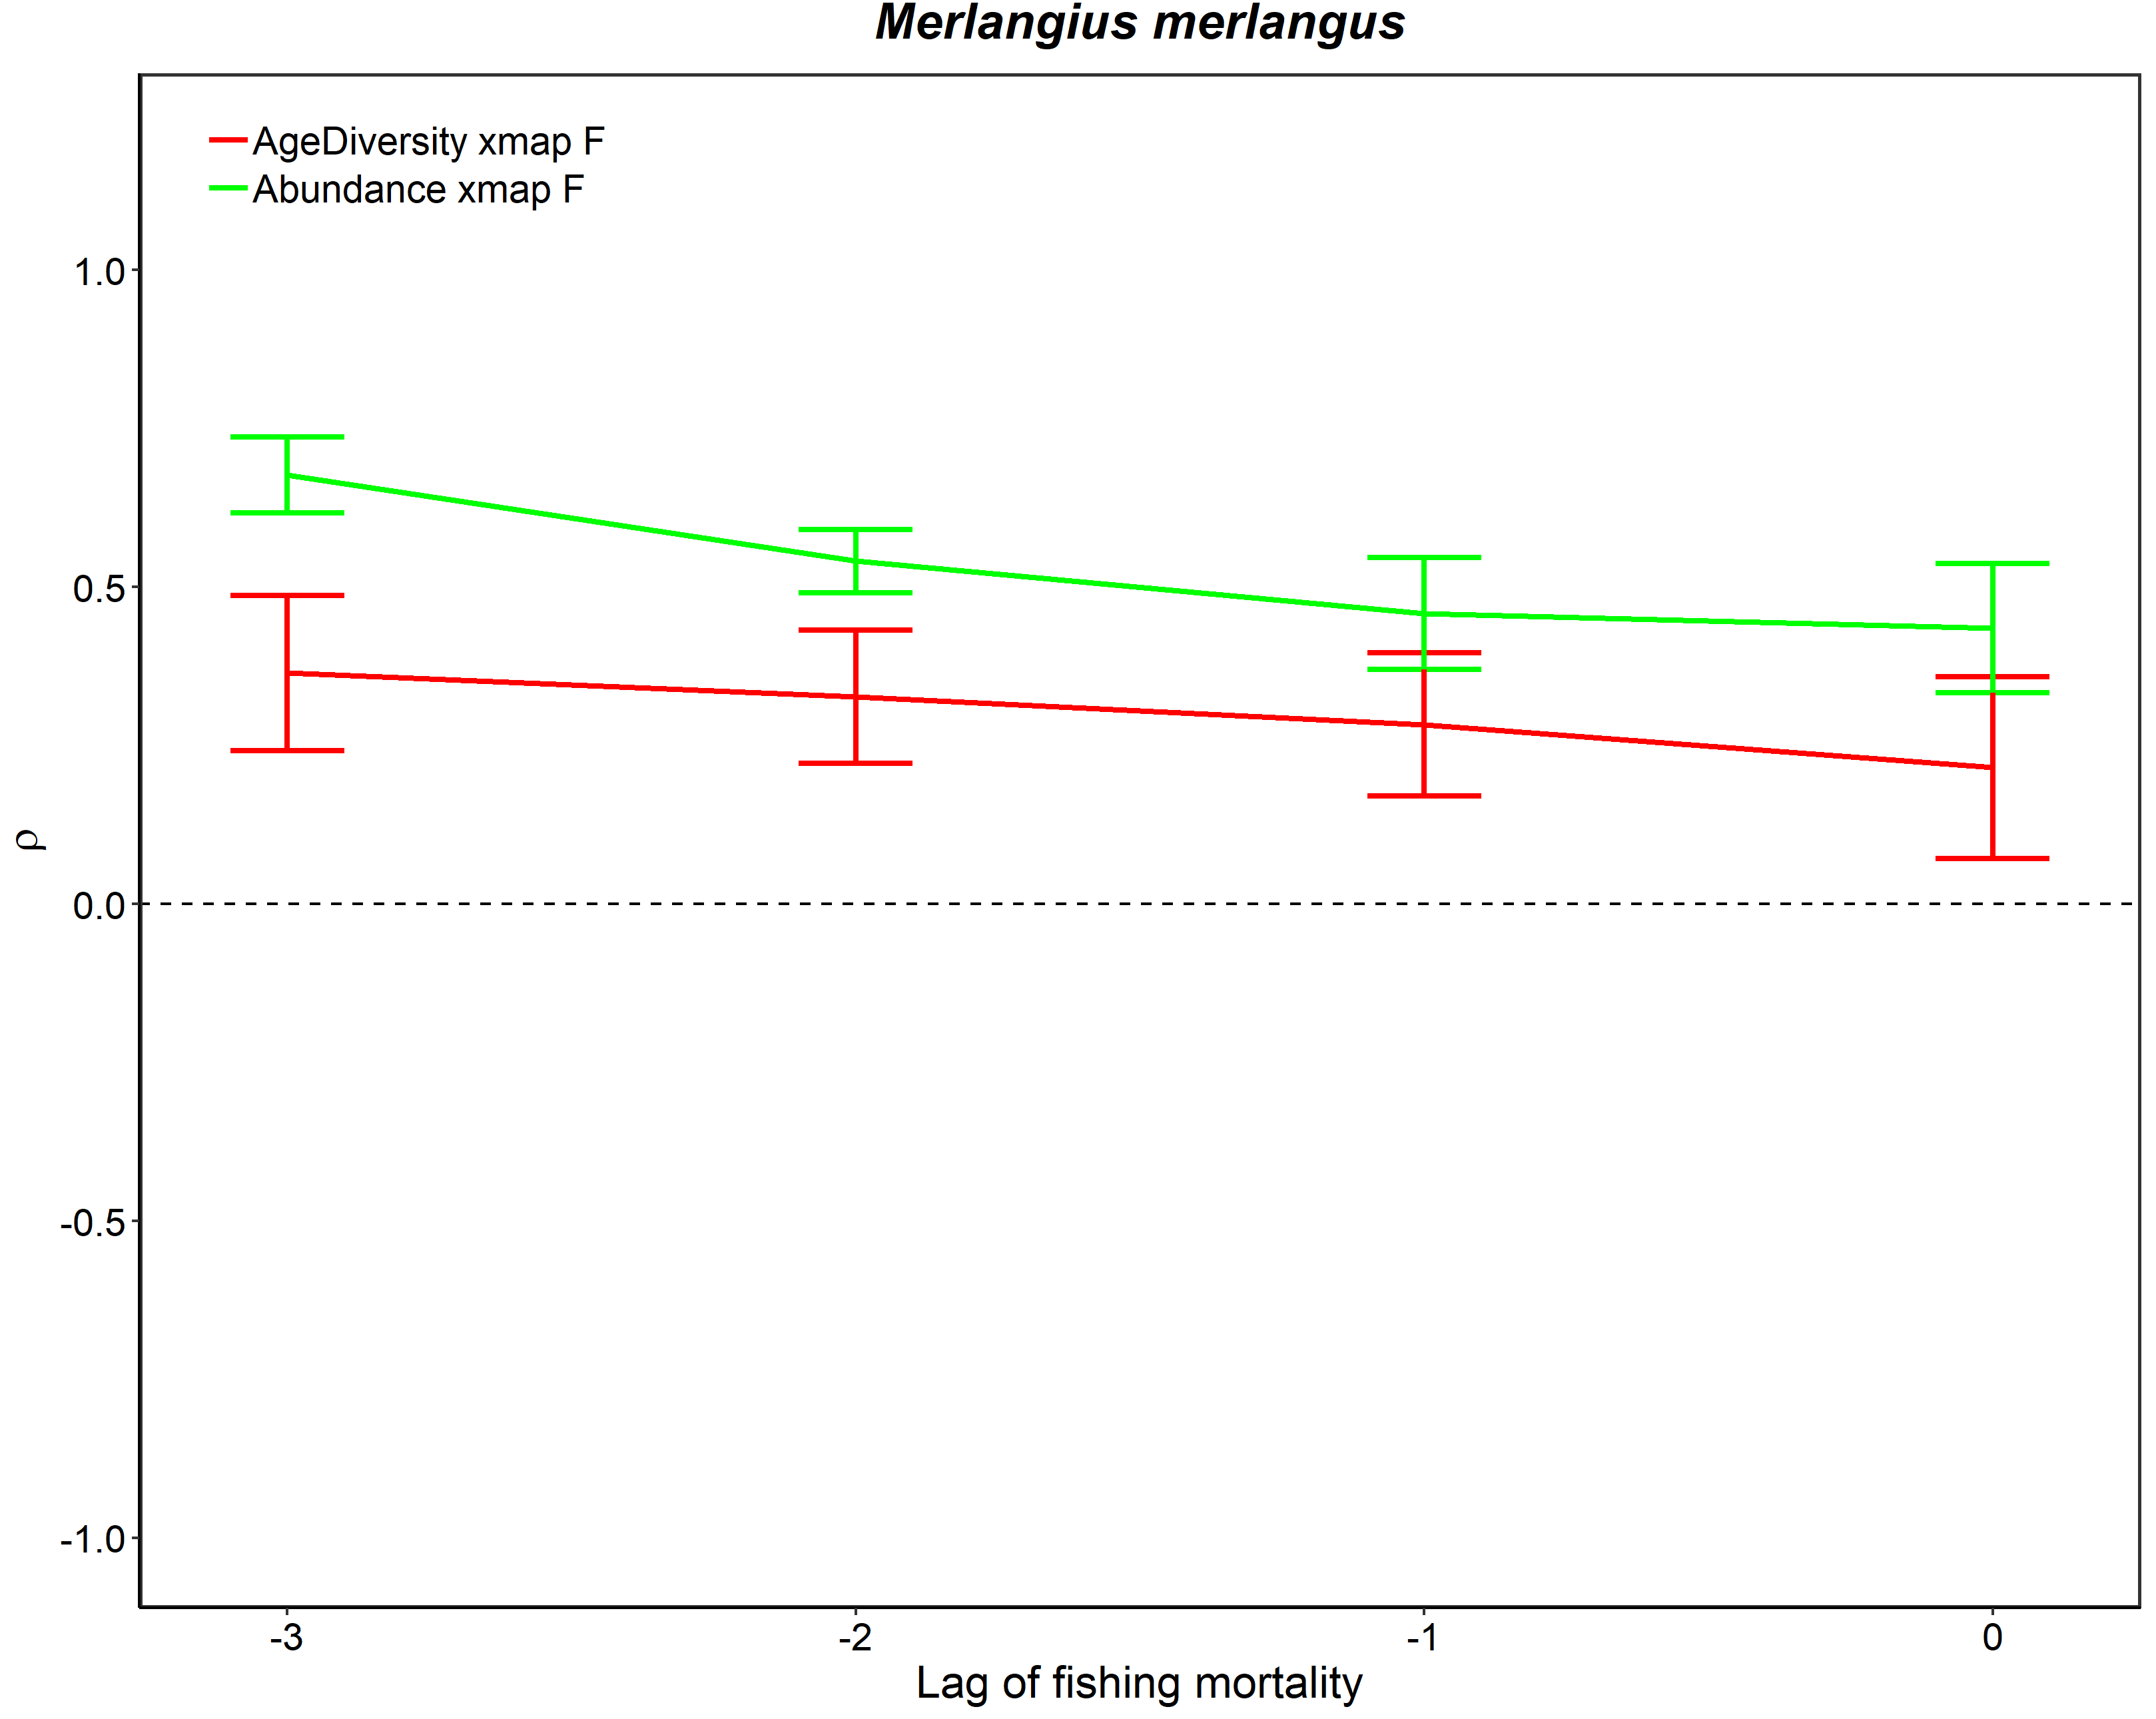 Merlangius merlangus
AgeDiversity xmap F
Abundance xmap F
1.0
0.5
0.0
-0.5
-1.0
ρ
-3 -2 -1 0
Lag of fishing mortality